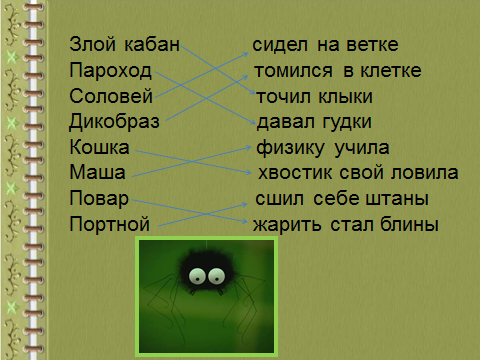 Злой кабан сидел на ветке
Пароход томился в клетке
Соловей точил клыки
Дикобраз давал гудки
Кошка физику учила
Маша хвостик свой ловила
Повар сшил себе штаны
Портной жарить стал блины